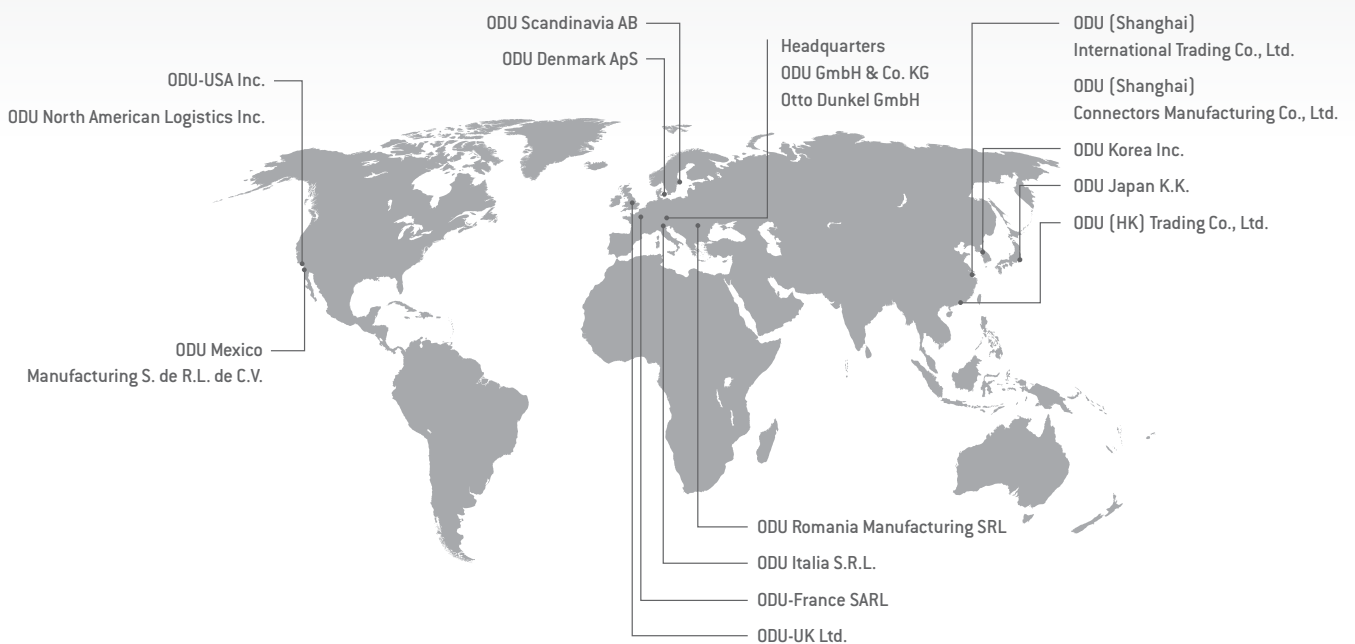 ODU-USA Inc.
ODU North American Logistics Inc.
ODU Mexico
Manufacturing S. de R.L. de C.V.
ODU Scandinavia AB
ODU Denmark ApS
Headquarters
ODU GmbH & Co. KG
Otto Dunkel GmbH
ODU (Shanghai)
International Trading Co., Ltd.
ODU (Shanghai)
Connectors Manufacturing Co., Ltd.
ODU Korea Inc.
ODU Japan K.K.
ODU (HK) Trading Co., Ltd.
ODU Romania Manufacturing SRL
ODU Italia S.R.L.
ODU-France SARL
ODU-UK Ltd.